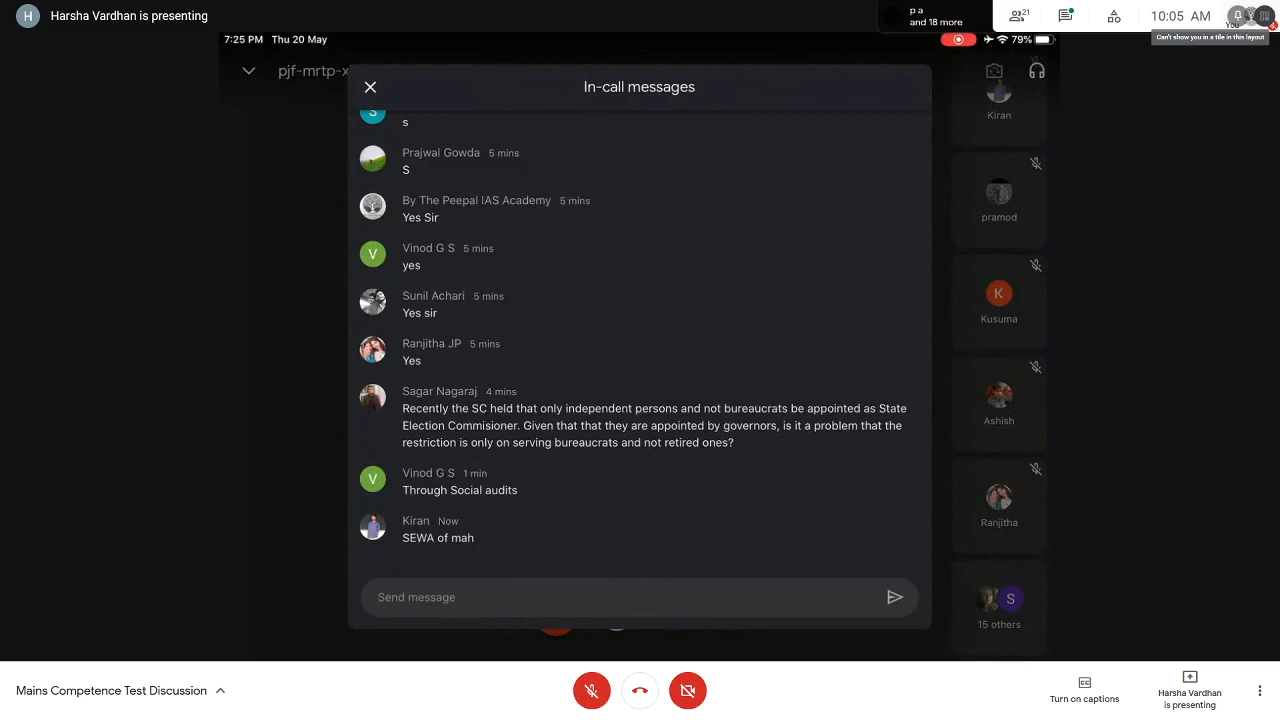 H Harsha Vardhan is presenting
p a
and 18 more
21
10:05 AM
You
Can't show you in a tile in this layout
7:25 PM Thu 20 May
79%
pjf-mrtp-x
In-call messages
S
s
Prajwal Gowda 5 mins
S
By The Peepal IAS Academy 5 mins
Yes Sir
V
Vinod G S 5 mins
yes
Sunil Achari 5 mins
Yes sir
Ranjitha JP 5 mins
Yes
Sagar Nagaraj 4 mins
Recently the SC held that only independent persons and not bureaucrats be appointed as State
Election Commisioner. Given that that they are appointed by governors, is it a problem that the
restriction is only on serving bureaucrats and not retired ones?
V
Vinod G S 1 min
Through Social audits
Kiran Now
SEWA of mah
Send message
Kiran
pramod
K
Kusuma
Ashish
Ranjitha
S
15 others
Mains Competence Test Discussion
Turn on captions
Harsha Vardhan
is presenting